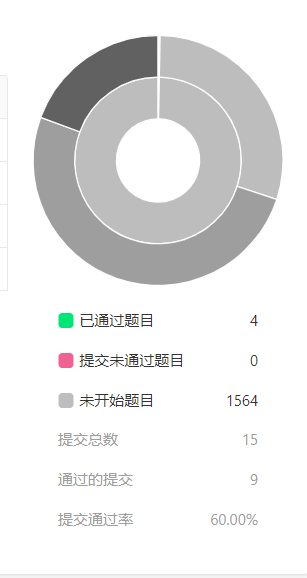 已通过题目 4
提交未通过题目 0
未开始题目 1564
提交总数 15
通过的提交 9
提交通过率 60.00%